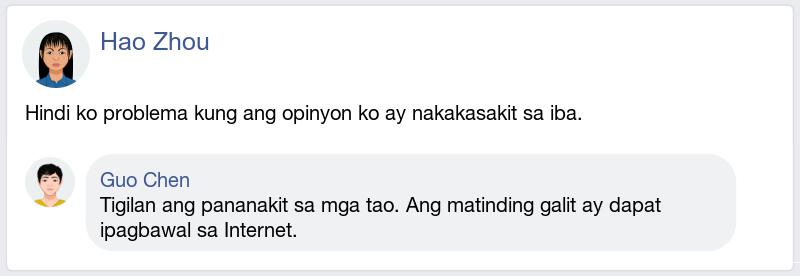 Hao Zhou
Hindi ko problema kung ang opinyon ko ay nakakasakit sa iba.
Guo Chen
Tigilan ang pananakit sa mga tao. Ang matinding galit ay dapat
ipagbawal sa Internet.